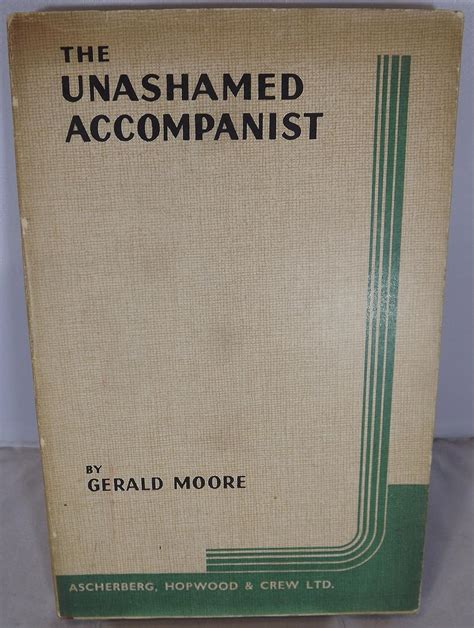 THE
UNASHAMED
ACCOMPANIST
BY
GERALD MOORE
ASCHERBERG, HOPWOOD & CREW LTD.